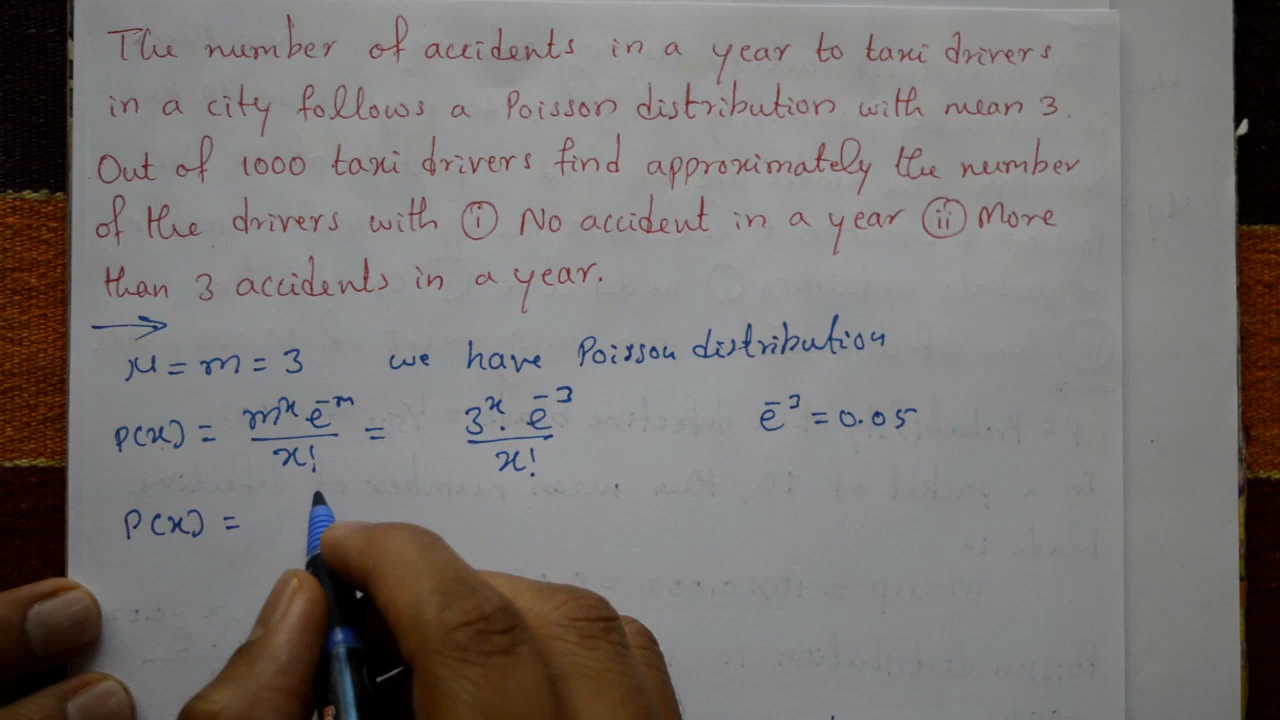 The number of accidents in a year to taxi drivers
in a city follows a Poisson distribution with mean 3.
Out of 1000 taxi drivers find approximately the number
of the drivers with (i) No accident in a year (ii) More
than 3 accidents in a year.
μ = m = 3 we have Poisson distribution
P(x) = m^x e^-m / x! = 3^x . e^-3 / x! e^-3 = 0.05
P(x) =